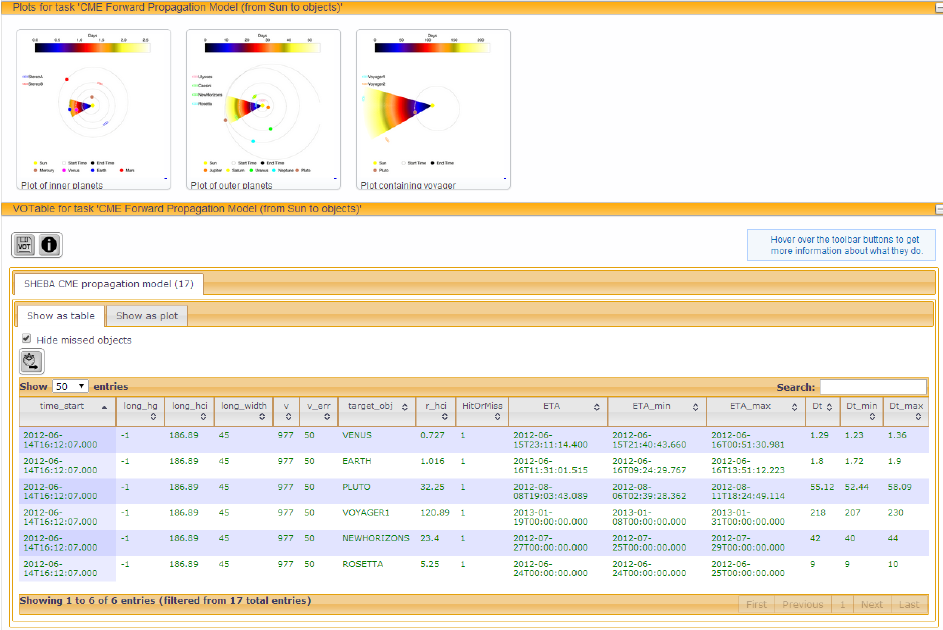 Plots for task 'CME Forward Propagation Model (from Sun to objects)'
Days
0.0 0.5 1.0 1.5 2.0 2.5
StereoA
StereoB
Sun Start Time End Time
Mercury Venus Earth Mars
Plot of inner planets
Days
0 10 20 30 40 50
Ulysses
Cassini
NewHorizons
Rosetta
Sun Start Time End Time
Jupiter Saturn Uranus Neptune Pluto
Plot of outer planets
Days
0 50 100 150 200
Voyager1
Voyager2
Sun Start Time End Time
Pluto
Plot containing voyager
VOTable for task 'CME Forward Propagation Model (from Sun to objects)'
VOT
Hover over the toolbar buttons to get
more information about what they do.
SHEBA CME propagation model (17)
Show as table Show as plot
Hide missed objects
Show 50 entries Search:
time_start long_hg long_hci long_width v v_err target_obj r_hci HitOrMiss ETA ETA_min ETA_max Dt Dt_min Dt_max
2012-06- -1 186.89 45 977 50 VENUS 0.727 1 2012-06- 2012-06- 2012-06- 1.29 1.23 1.36
14T16:12:07.000 15T23:11:14.400 15T21:40:43.660 16T00:51:30.981
2012-06- -1 186.89 45 977 50 EARTH 1.016 1 2012-06- 2012-06- 2012-06- 1.8 1.72 1.9
14T16:12:07.000 16T11:31:01.515 16T09:24:29.767 16T13:51:12.223
2012-06- -1 186.89 45 977 50 PLUTO 32.25 1 2012-08- 2012-08- 2012-08- 55.12 52.44 58.09
14T16:12:07.000 08T19:03:43.089 06T02:39:28.362 11T18:24:49.114
2012-06- -1 186.89 45 977 50 VOYAGER1 120.89 1 2013-01- 2013-01- 2013-01- 218 207 230
14T16:12:07.000 19T00:00:00.000 08T00:00:00.000 31T00:00:00.000
2012-06- -1 186.89 45 977 50 NEWHORIZONS 23.4 1 2012-07- 2012-07- 2012-07- 42 40 44
14T16:12:07.000 27T00:00:00.000 25T00:00:00.000 29T00:00:00.000
2012-06- -1 186.89 45 977 50 ROSETTA 5.25 1 2012-06- 2012-06- 2012-06- 9 9 10
14T16:12:07.000 24T00:00:00.000 24T00:00:00.000 25T00:00:00.000
Showing 1 to 6 of 6 entries (filtered from 17 total entries) First Previous 1 Next Last